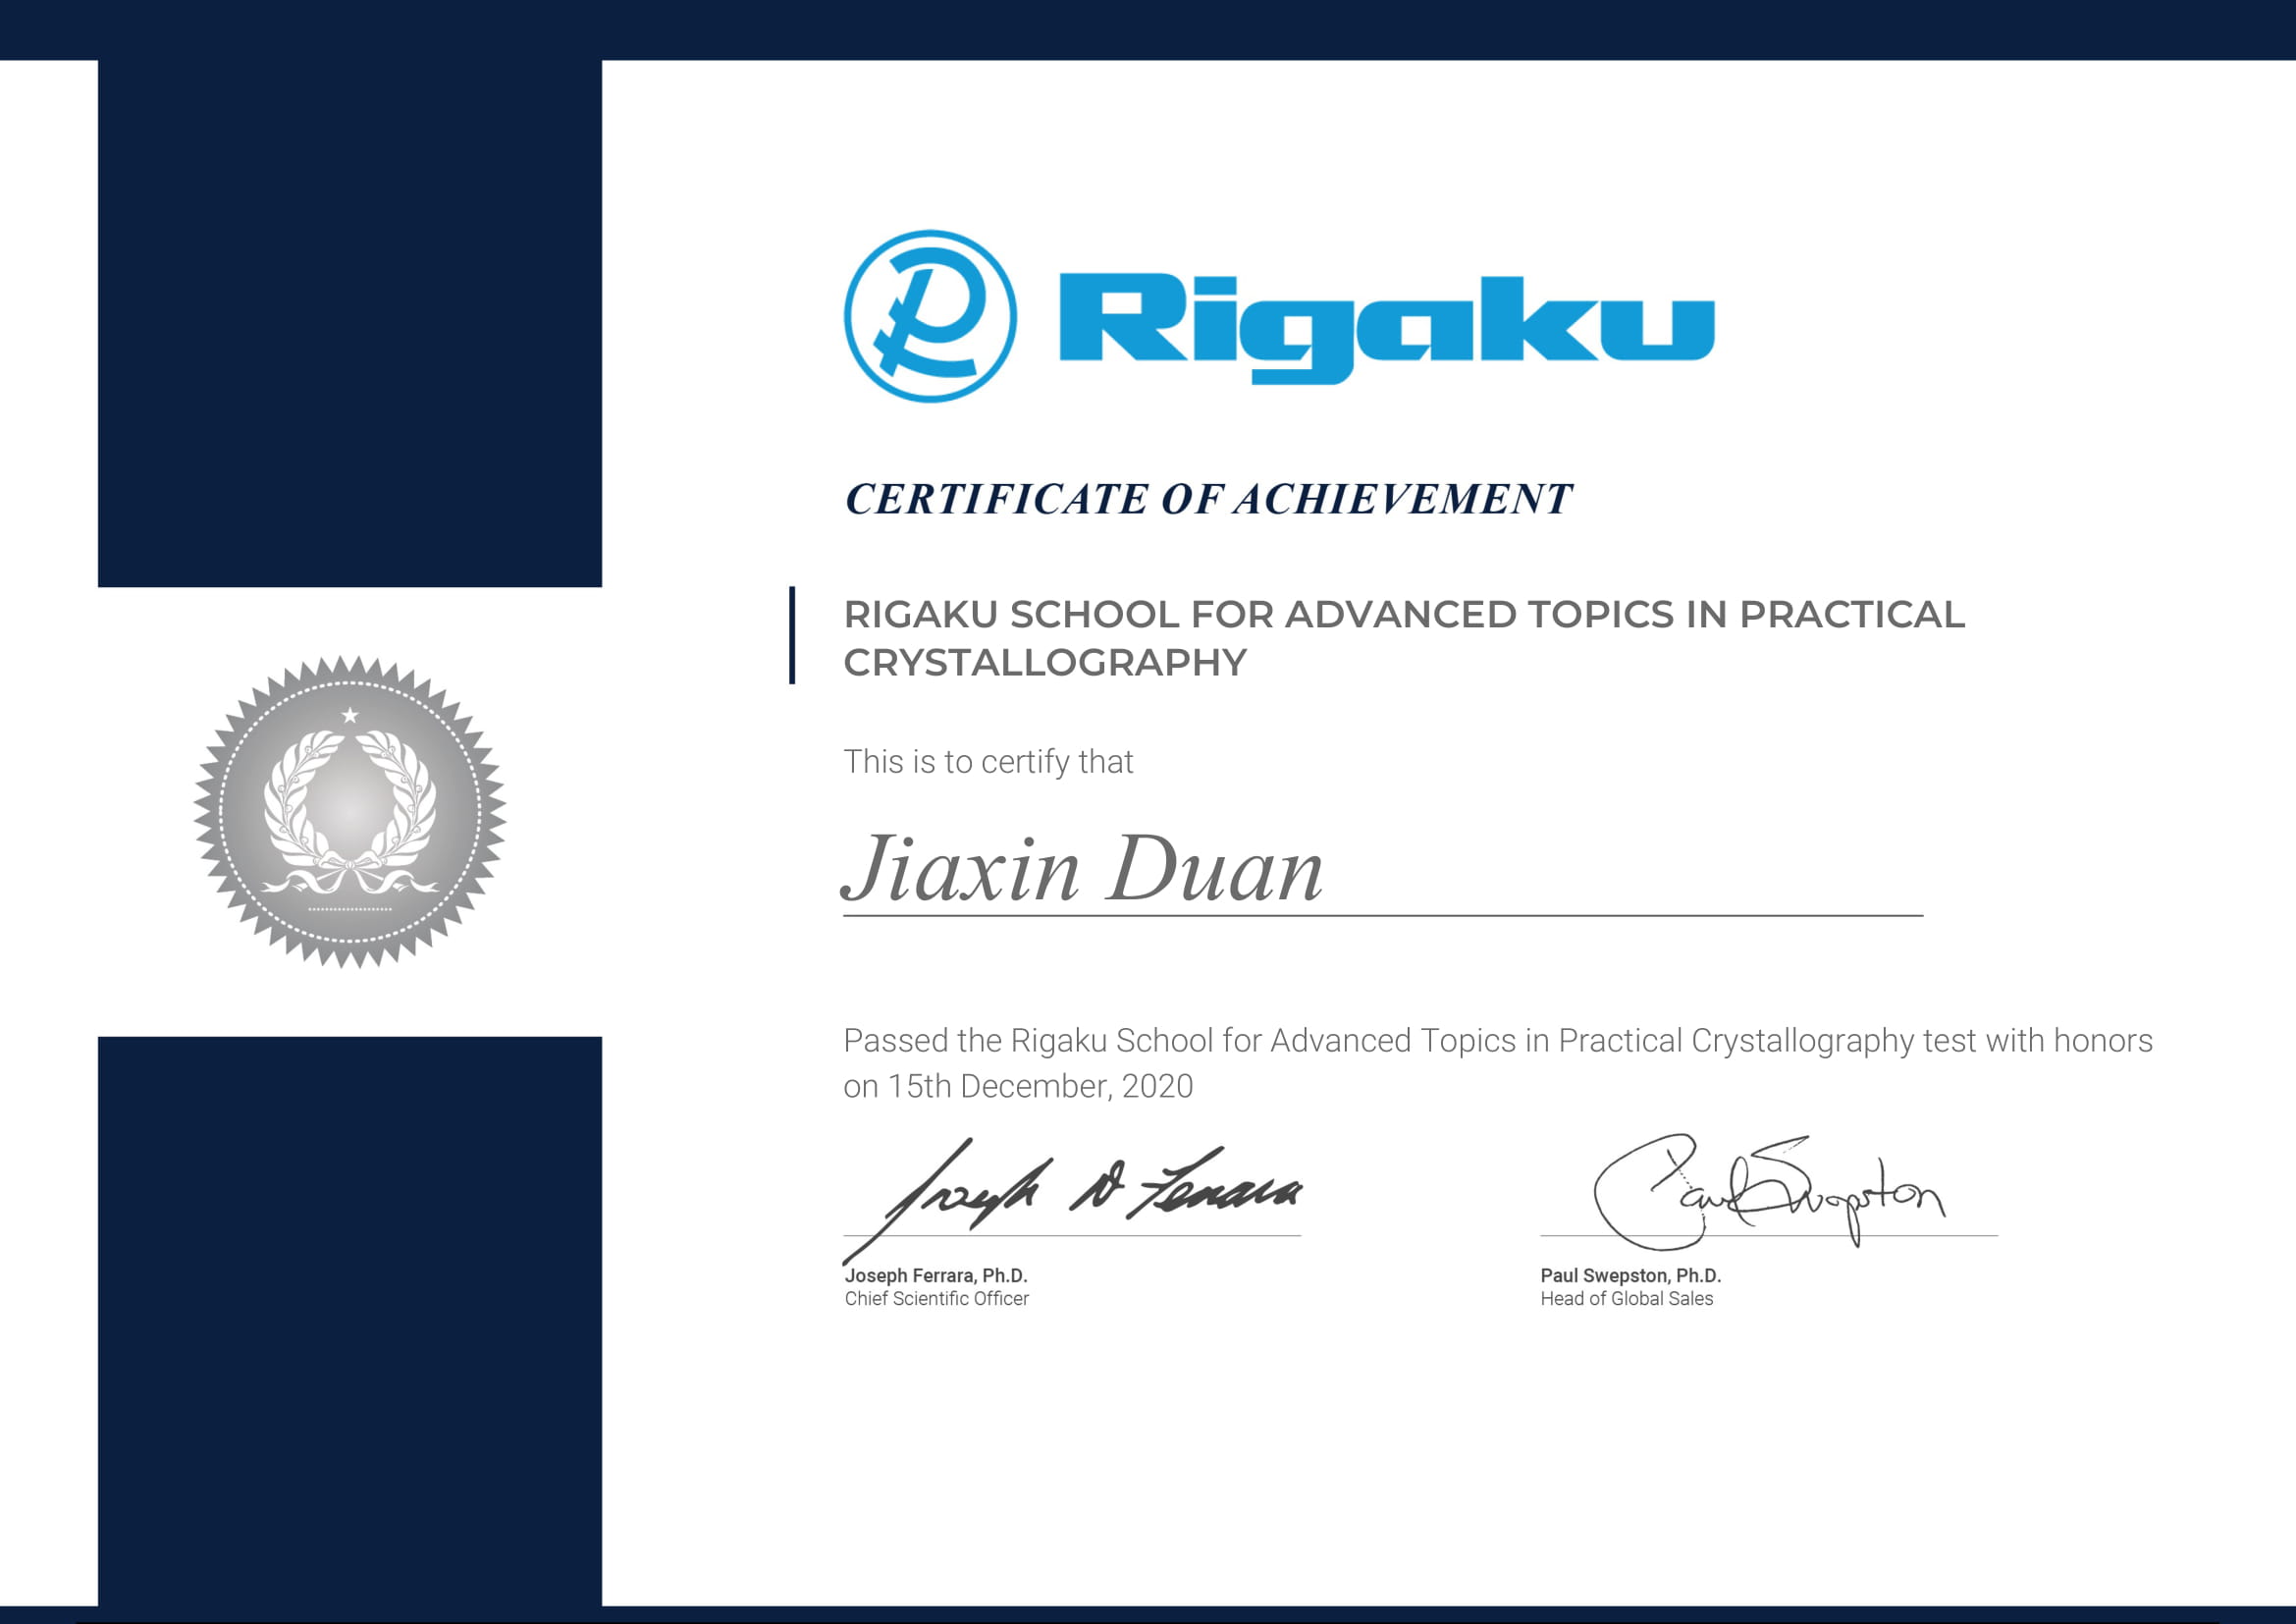 Rigaku
CERTIFICATE OF ACHIEVEMENT
RIGAKU SCHOOL FOR ADVANCED TOPICS IN PRACTICAL
CRYSTALLOGRAPHY
This is to certify that
Jiaxin Duan
Passed the Rigaku School for Advanced Topics in Practical Crystallography test with honors
on 15th December, 2020
Joseph D Ferrara
Paul Swepston
Joseph Ferrara, Ph.D.
Chief Scientific Officer
Paul Swepston, Ph.D.
Head of Global Sales